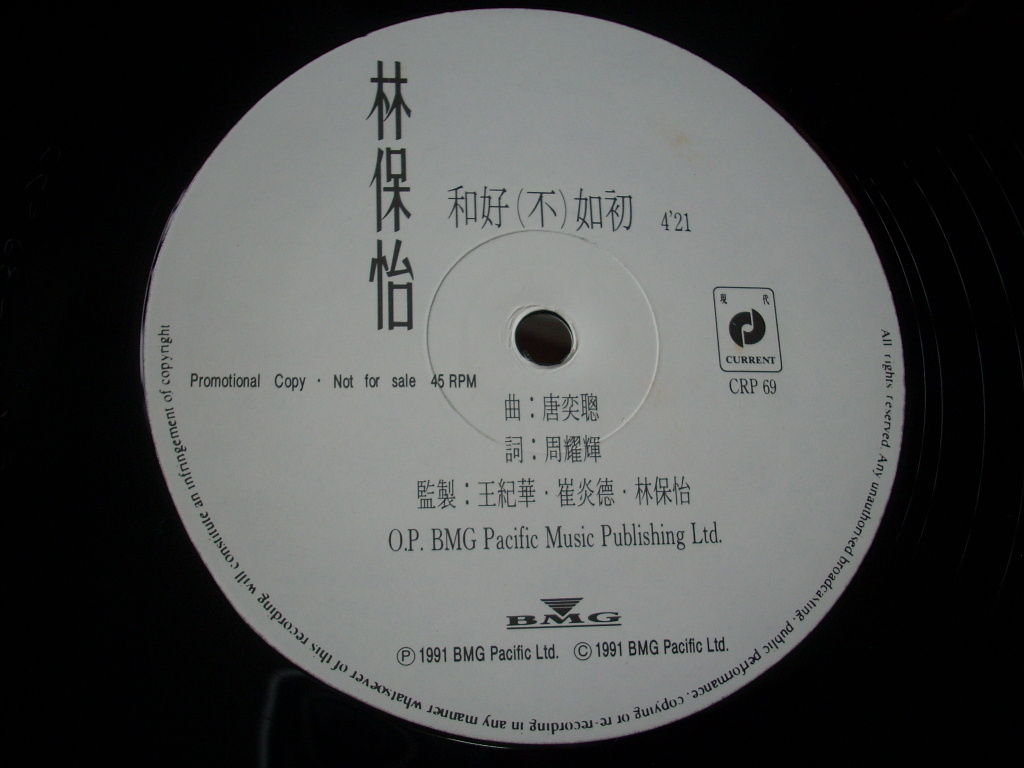 林保怡
和好(不)如初 4'21
現代
CURRENT
CRP 69
Promotional Copy · Not for sale 45 RPM
曲：唐奕聰
詞：周耀輝
監製：王紀華·崔炎德·林保怡
O.P. BMG Pacific Music Publishing Ltd.
BMG
Ⓟ 1991 BMG Pacific Ltd. © 1991 BMG Pacific Ltd.
All rights reserved. Any unauthorised broadcasting, public performance, copying or re-recording in any manner whatsoever of this recording will constitute an infringement of copyright